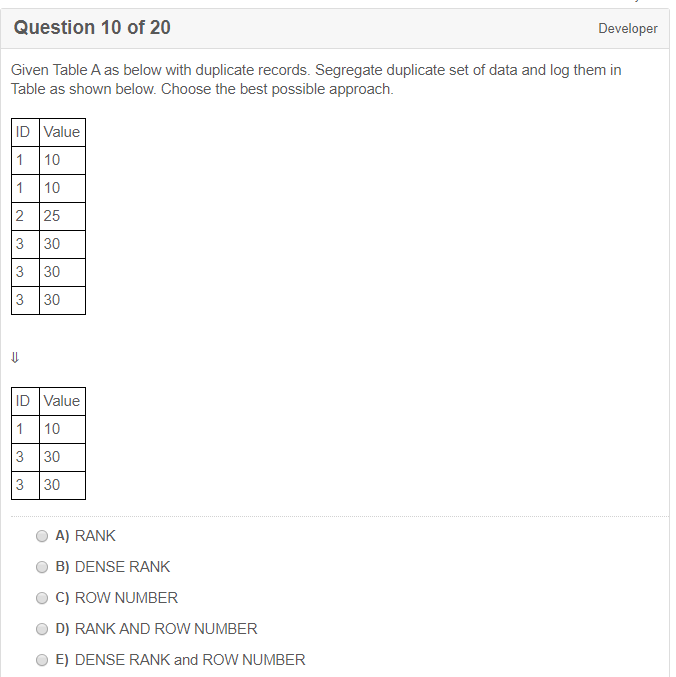 Question 10 of 20
Developer
Given Table A as below with duplicate records. Segregate duplicate set of data and log them in
Table as shown below. Choose the best possible approach.
ID Value
1 10
1 10
2 25
3 30
3 30
3 30
⇓
ID Value
1 10
3 30
3 30
A) RANK
B) DENSE RANK
C) ROW NUMBER
D) RANK AND ROW NUMBER
E) DENSE RANK and ROW NUMBER